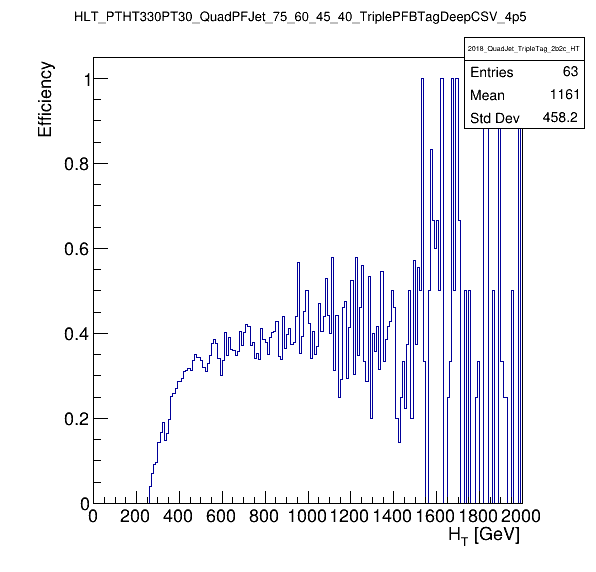 HLT_PTHT330PT30_QuadPFJet_75_60_45_40_TriplePFBTagDeepCSV_4p5
2018_QuadJet_TripleTag_2b2c_HT
Entries 63
Mean 1161
Std Dev 458.2
Efficiency
1
0.8
0.6
0.4
0.2
0
0 200 400 600 800 1000 1200 1400 1600 1800 2000
H_T [GeV]